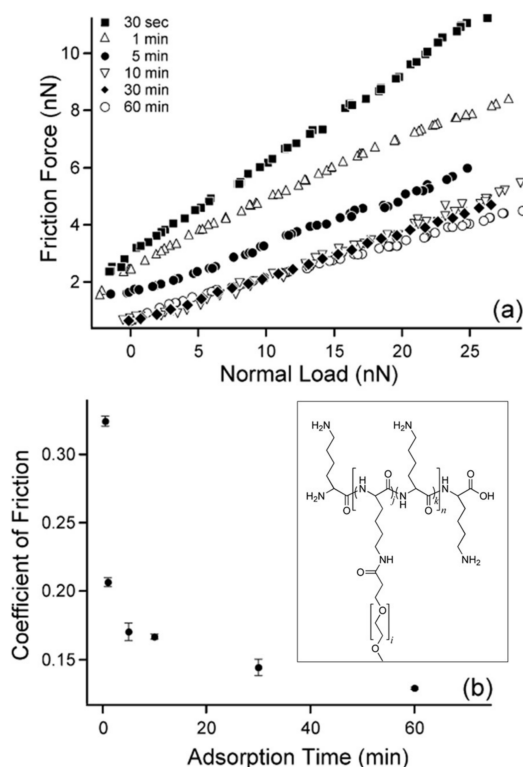 30 sec
1 min
5 min
10 min
30 min
60 min
10
8
6
4
2
Friction Force (nN)
0 5 10 15 20 25
(a)
Normal Load (nN)
0.30
0.25
0.20
0.15
Coefficient of Friction
H₂N
H₂N
H₂N
O
H
N
O
N
H
O
k
n
H
N
O
OH
NH₂
NH
O
O
i
O
(b)
0 20 40 60
Adsorption Time (min)